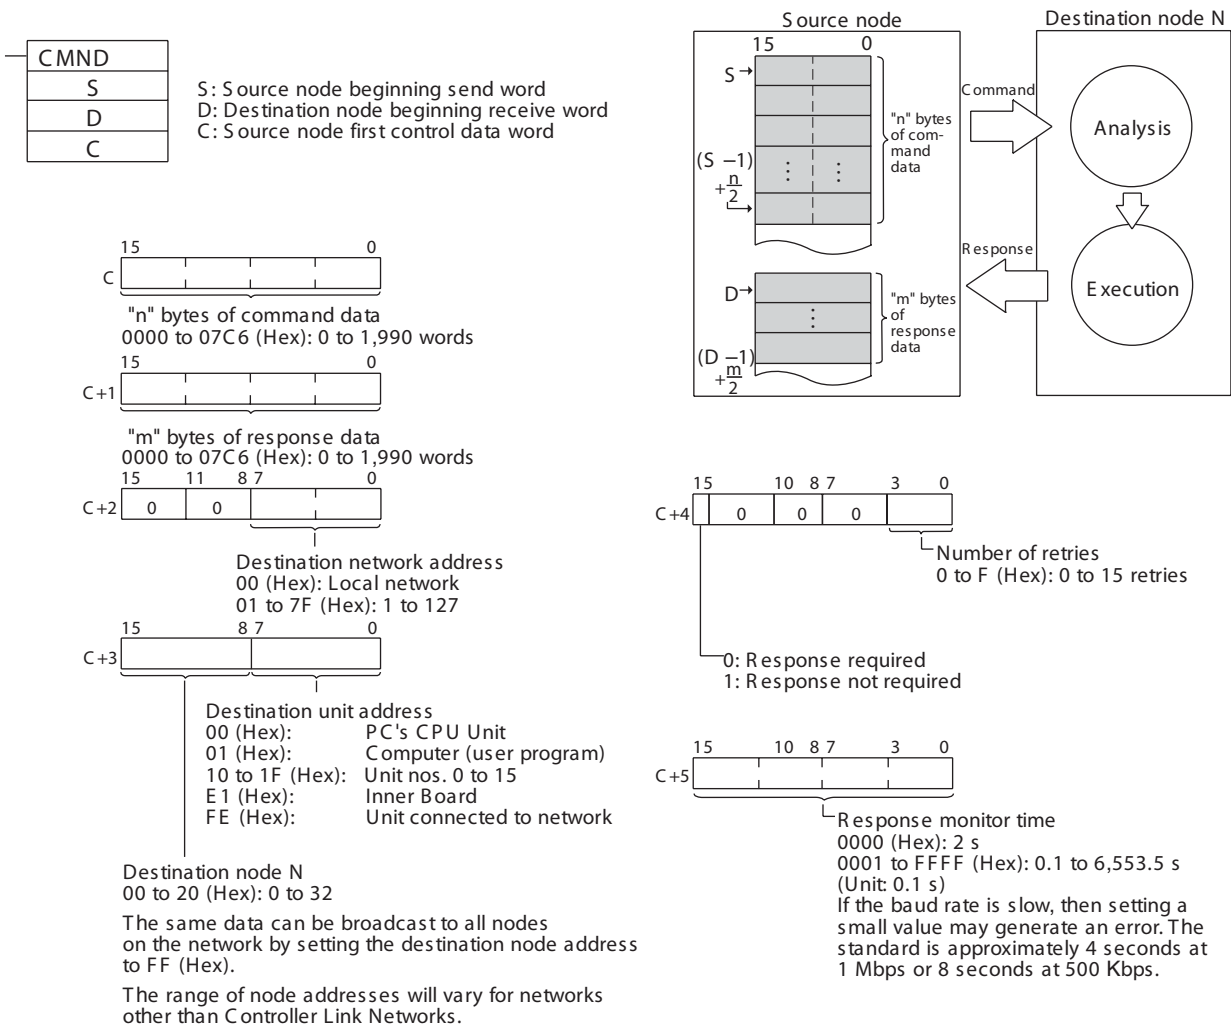 CMND
S
D
C
S: Source node beginning send word
D: Destination node beginning receive word
C: Source node first control data word
Source node
Destination node N
15 0
S
(S −1)
+n/2
"n" bytes
of com-
mand
data
Command
Analysis
Response
Execution
D
(D −1)
+m/2
"m" bytes
of
response
data
15 0
C
"n" bytes of command data
0000 to 07C6 (Hex): 0 to 1,990 words
15 0
C+1
"m" bytes of response data
0000 to 07C6 (Hex): 0 to 1,990 words
15 11 8 7 0
C+2 0 0
Destination network address
00 (Hex): Local network
01 to 7F (Hex): 1 to 127
15 8 7 0
C+3
Destination unit address
00 (Hex): PC's CPU Unit
01 (Hex): Computer (user program)
10 to 1F (Hex): Unit nos. 0 to 15
E1 (Hex): Inner Board
FE (Hex): Unit connected to network
Destination node N
00 to 20 (Hex): 0 to 32
The same data can be broadcast to all nodes
on the network by setting the destination node address
to FF (Hex).
The range of node addresses will vary for networks
other than Controller Link Networks.
15 10 8 7 3 0
C+4 0 0 0
Number of retries
0 to F (Hex): 0 to 15 retries
0: Response required
1: Response not required
15 10 8 7 3 0
C+5
Response monitor time
0000 (Hex): 2 s
0001 to FFFF (Hex): 0.1 to 6,553.5 s
(Unit: 0.1 s)
If the baud rate is slow, then setting a
small value may generate an error. The
standard is approximately 4 seconds at
1 Mbps or 8 seconds at 500 Kbps.